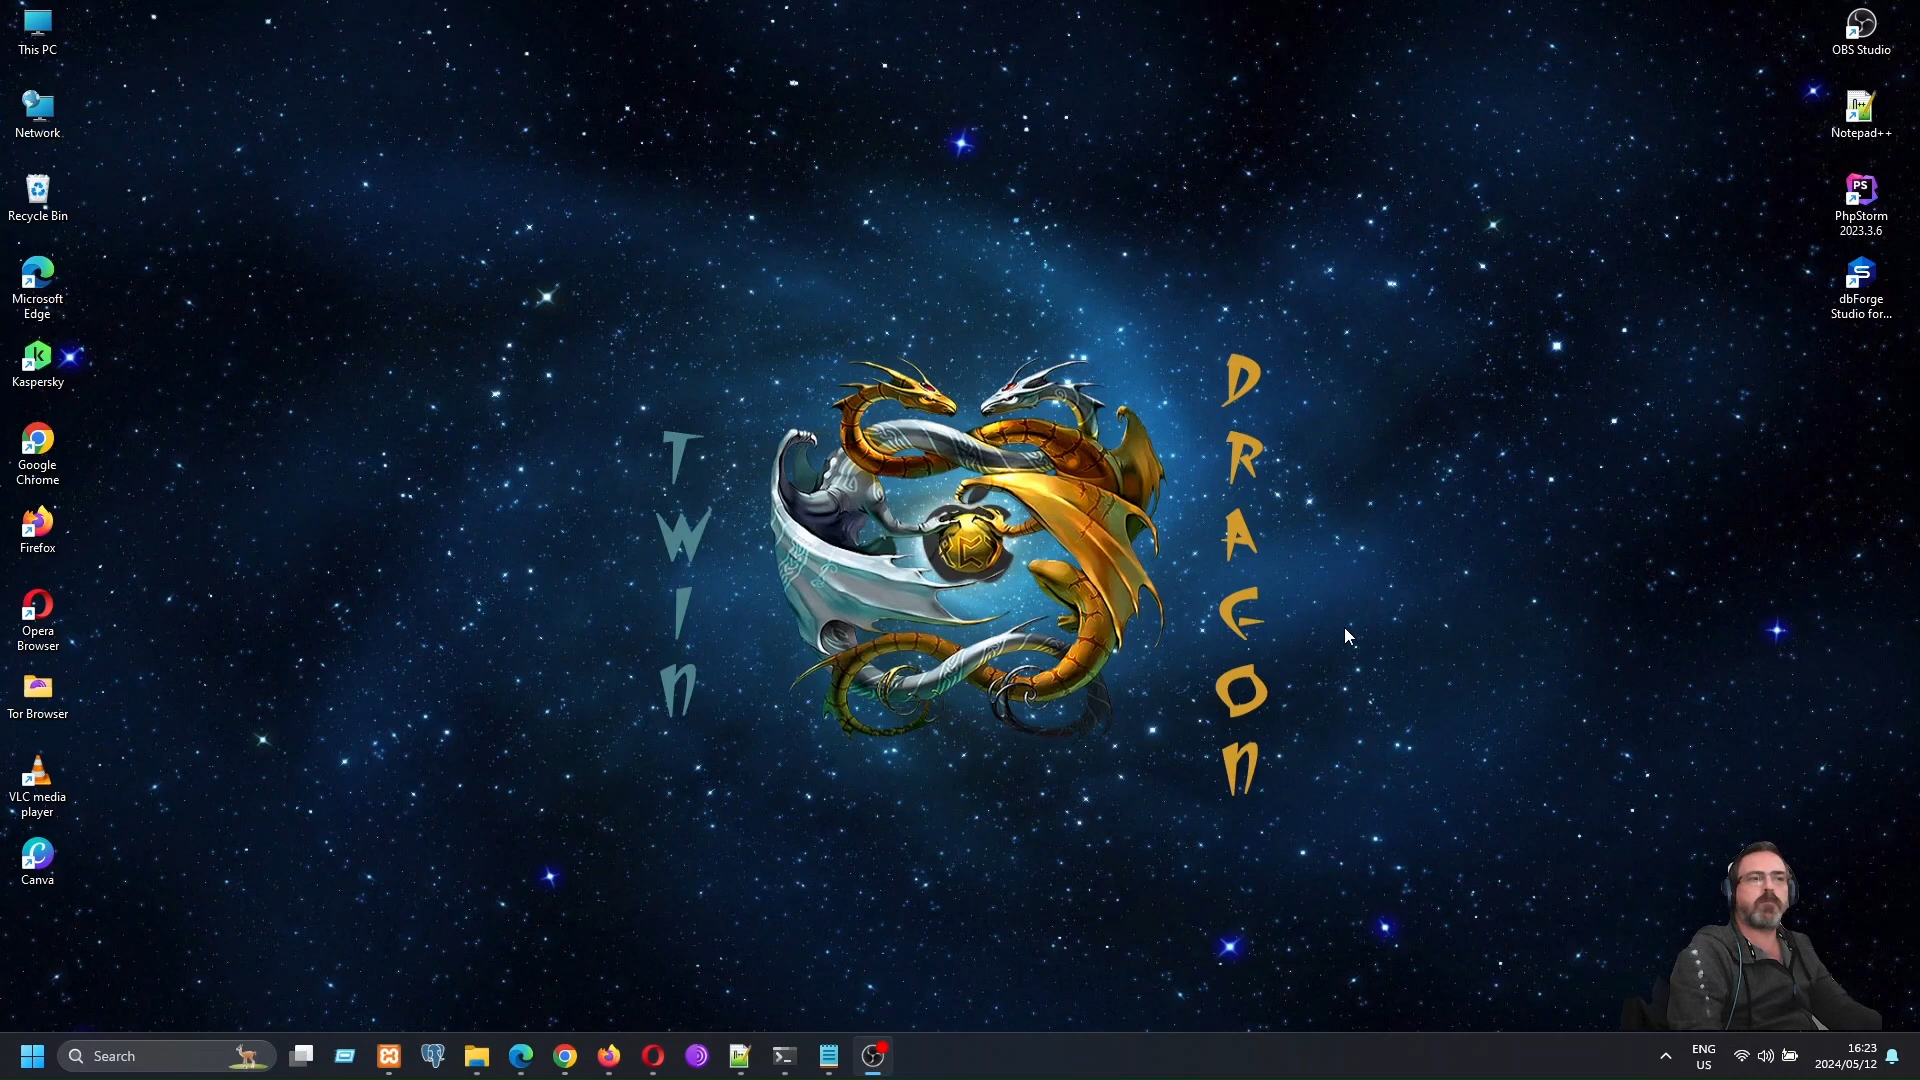 This PC
Network
Recycle Bin
Microsoft
Edge
Kaspersky
Google
Chrome
Firefox
Opera
Browser
Tor Browser
VLC media
player
Canva
TWIN
DRAGON
OBS Studio
Notepad++
PS
PhpStorm
2023.3.6
S
dbForge
Studio for...
Search
ENG
US
16:23
2024/05/12